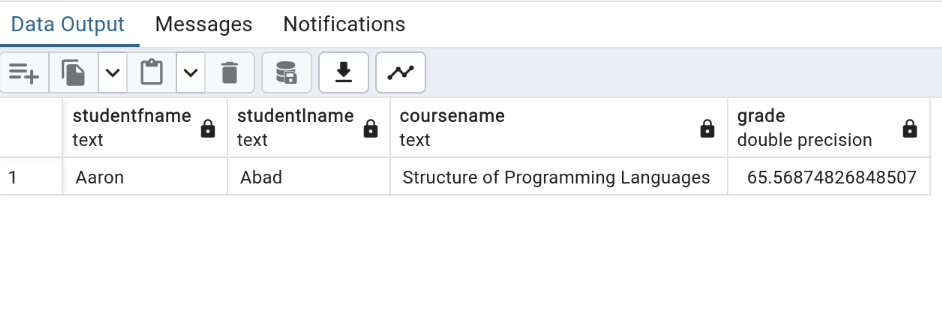 Data Output Messages Notifications
studentfname studentlname coursename grade
text text text double precision
1 Aaron Abad Structure of Programming Languages 65.56874826848507